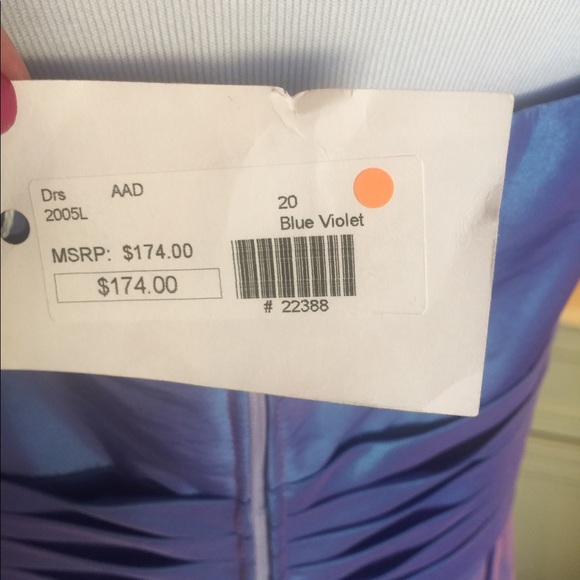 Drs AAD
2005L
20
Blue Violet
MSRP: $174.00
$174.00
# 22388